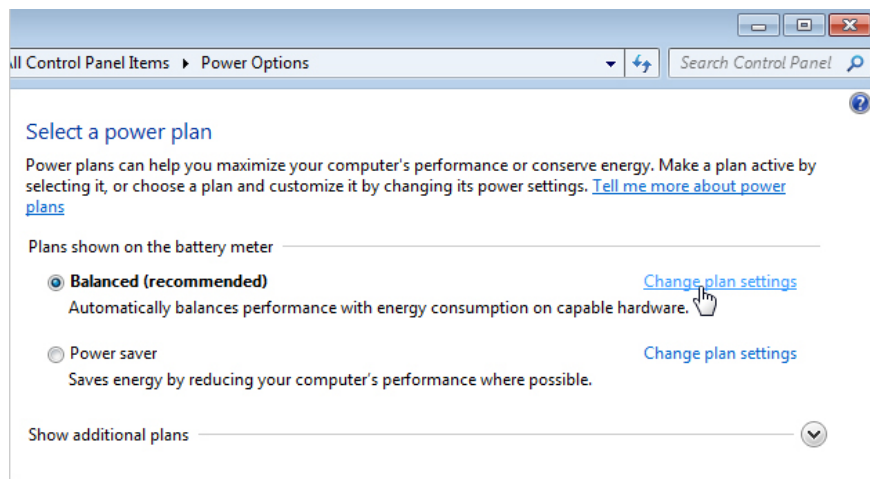 ll Control Panel Items ▸ Power Options
Search Control Panel
Select a power plan
Power plans can help you maximize your computer's performance or conserve energy. Make a plan active by
selecting it, or choose a plan and customize it by changing its power settings. Tell me more about power
plans
Plans shown on the battery meter
Balanced (recommended) Change plan settings
Automatically balances performance with energy consumption on capable hardware.
Power saver Change plan settings
Saves energy by reducing your computer's performance where possible.
Show additional plans